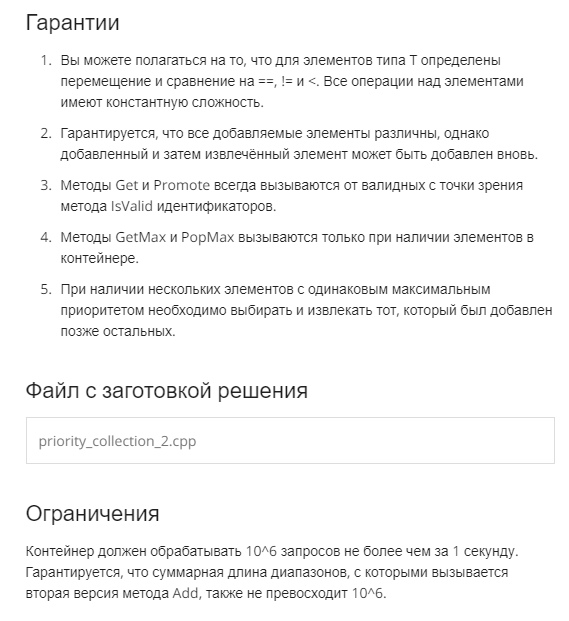 Гарантии
1. Вы можете полагаться на то, что для элементов типа T определены
перемещение и сравнение на ==, != и <. Все операции над элементами
имеют константную сложность.
2. Гарантируется, что все добавляемые элементы различны, однако
добавленный и затем извлечённый элемент может быть добавлен вновь.
3. Методы Get и Promote всегда вызываются от валидных с точки зрения
метода IsValid идентификаторов.
4. Методы GetMax и PopMax вызываются только при наличии элементов в
контейнере.
5. При наличии нескольких элементов с одинаковым максимальным
приоритетом необходимо выбирать и извлекать тот, который был добавлен
позже остальных.
Файл с заготовкой решения
priority_collection_2.cpp
Ограничения
Контейнер должен обрабатывать 10^6 запросов не более чем за 1 секунду.
Гарантируется, что суммарная длина диапазонов, с которыми вызывается
вторая версия метода Add, также не превосходит 10^6.